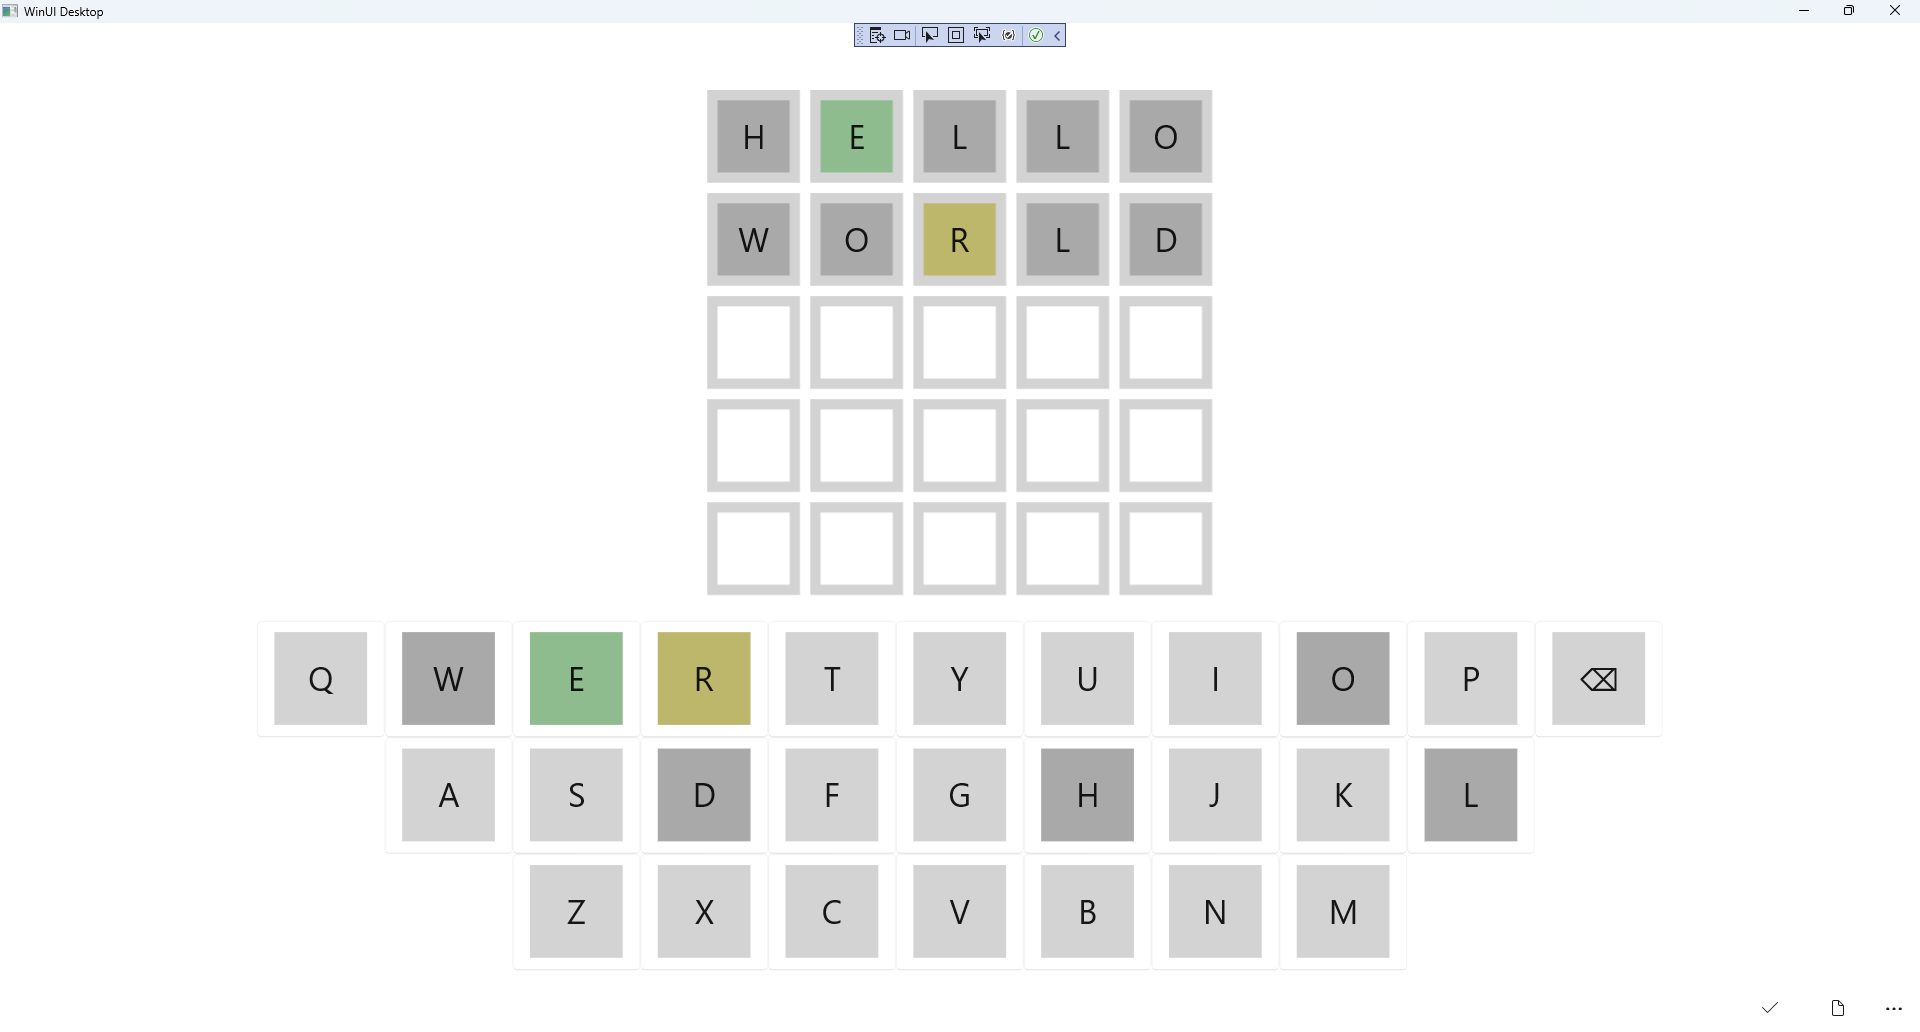 WinUI Desktop
H E L L O
W O R L D
Q W E R T Y U I O P
A S D F G H J K L
Z X C V B N M